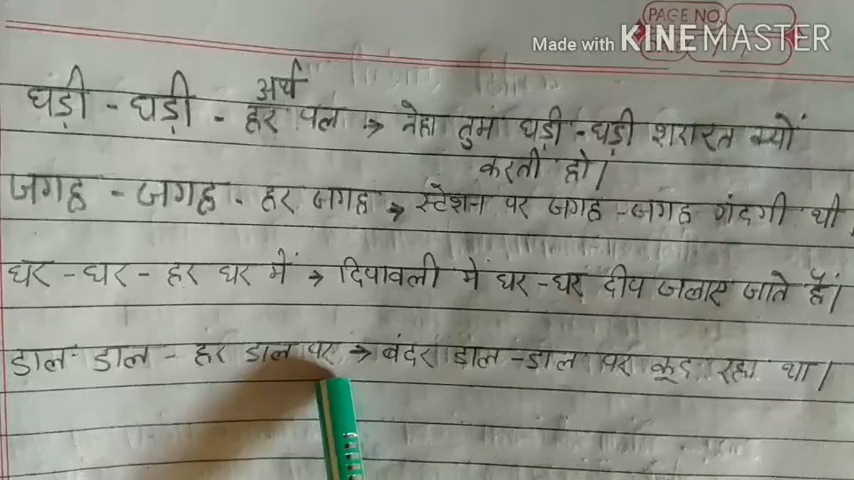 PAGE NO.
Made with KINEMASTER
अर्थ
घड़ी - घड़ी - हर पल → नेहा तुम घड़ी - घड़ी शरारत क्यों
करती हो।
जगह - जगह - हर जगह → स्टेशन पर जगह - जगह गंदगी थी।
घर - घर - हर घर में → दिपावली में घर - घर दीप जलाए जाते हैं।
डाल - डाल - हर डाल पर → बंदर डाल - डाल पर कूद रहा था।